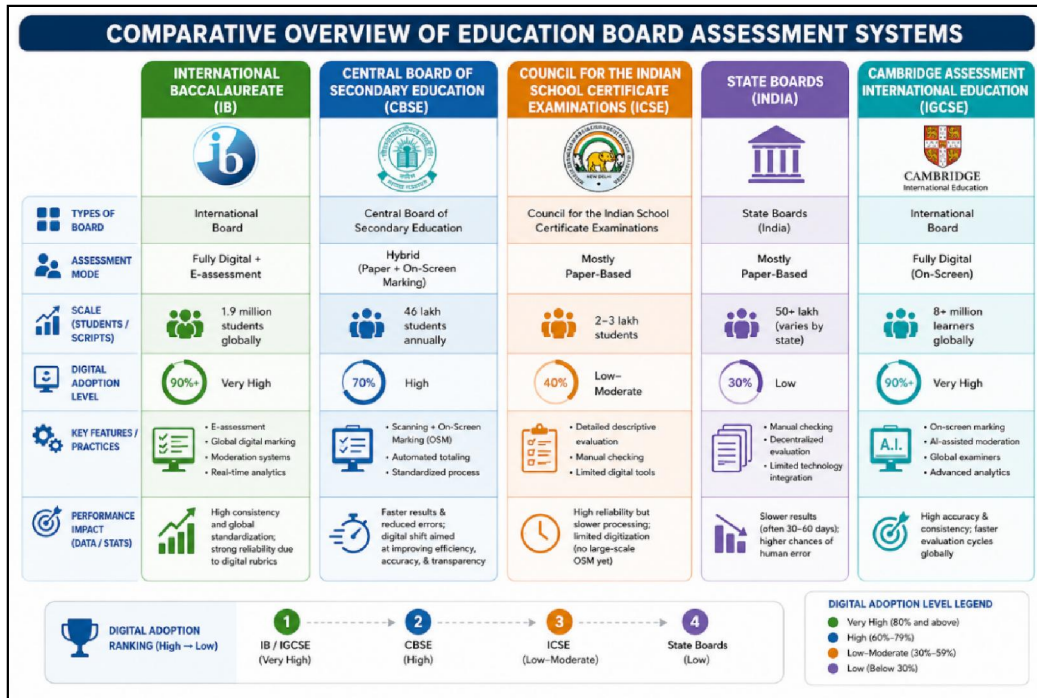 COMPARATIVE OVERVIEW OF EDUCATION BOARD ASSESSMENT SYSTEMS
INTERNATIONAL
BACCALAUREATE
(IB)
CENTRAL BOARD OF
SECONDARY EDUCATION
(CBSE)
COUNCIL FOR THE INDIAN
SCHOOL CERTIFICATE
EXAMINATIONS (ICSE)
STATE BOARDS
(INDIA)
CAMBRIDGE ASSESSMENT
INTERNATIONAL EDUCATION
(IGCSE)
ib
NEW DELHI
CAMBRIDGE
International Education
TYPES OF
BOARD
International
Board
Central Board of
Secondary Education
Council for the Indian School
Certificate Examinations
State Boards
(India)
International
Board
ASSESSMENT
MODE
Fully Digital +
E-assessment
Hybrid
(Paper + On-Screen
Marking)
Mostly
Paper-Based
Mostly
Paper-Based
Fully Digital
(On-Screen)
SCALE
(STUDENTS /
SCRIPTS)
1.9 million
students
globally
46 lakh
students
annually
2–3 lakh
students
50+ lakh
(varies by
state)
8+ million
learners
globally
DIGITAL
ADOPTION
LEVEL
90%+
Very High
70%
High
40%
Low–
Moderate
30%
Low
90%+
Very High
KEY FEATURES /
PRACTICES
• E-assessment
• Global digital marking
• Moderation systems
• Real-time analytics
• Scanning + On-Screen
Marking (OSM)
• Automated totaling
• Standardized process
• Detailed descriptive
evaluation
• Manual checking
• Limited digital tools
• Manual checking
• Decentralized
evaluation
• Limited technology
integration
A.I.
• On-screen marking
• AI-assisted moderation
• Global examiners
• Advanced analytics
PERFORMANCE
IMPACT
(DATA / STATS)
High consistency
and global
standardization;
strong reliability due
to digital rubrics
Faster results &
reduced errors;
digital shift aimed
at improving efficiency,
accuracy, & transparency
High reliability but
slower processing;
limited digitization
(no large-scale
OSM yet)
Slower results
(often 30–60 days);
higher chances of
human error
High accuracy &
consistency; faster
evaluation cycles
globally
DIGITAL ADOPTION
RANKING (High → Low)
1
IB / IGCSE
(Very High)
2
CBSE
(High)
3
ICSE
(Low–Moderate)
4
State Boards
(Low)
DIGITAL ADOPTION LEVEL LEGEND
Very High (80% and above)
High (60%–79%)
Low–Moderate (30%–59%)
Low (Below 30%)